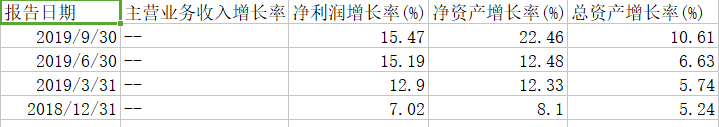 报告日期 主营业务收入增长率 净利润增长率(%) 净资产增长率(%) 总资产增长率(%)
2019/9/30 -- 15.47 22.46 10.61
2019/6/30 -- 15.19 12.48 6.63
2019/3/31 -- 12.9 12.33 5.74
2018/12/31 -- 7.02 8.1 5.24